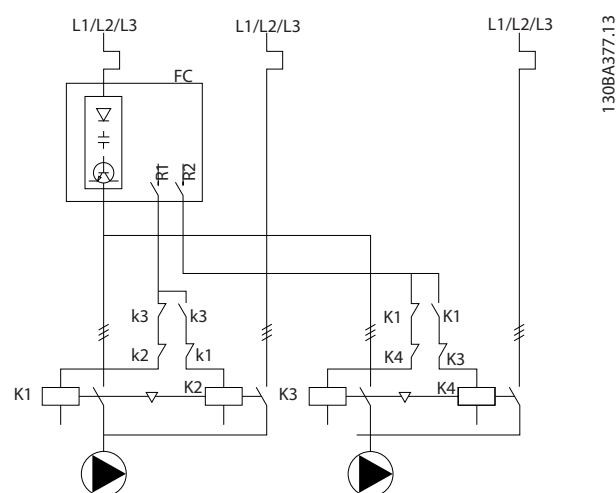 L1/L2/L3
L1/L2/L3
L1/L2/L3
130BA377.13
FC
R1
R2
k3
k3
K1
K1
k2
k1
K4
K3
K1
K2
K3
K4